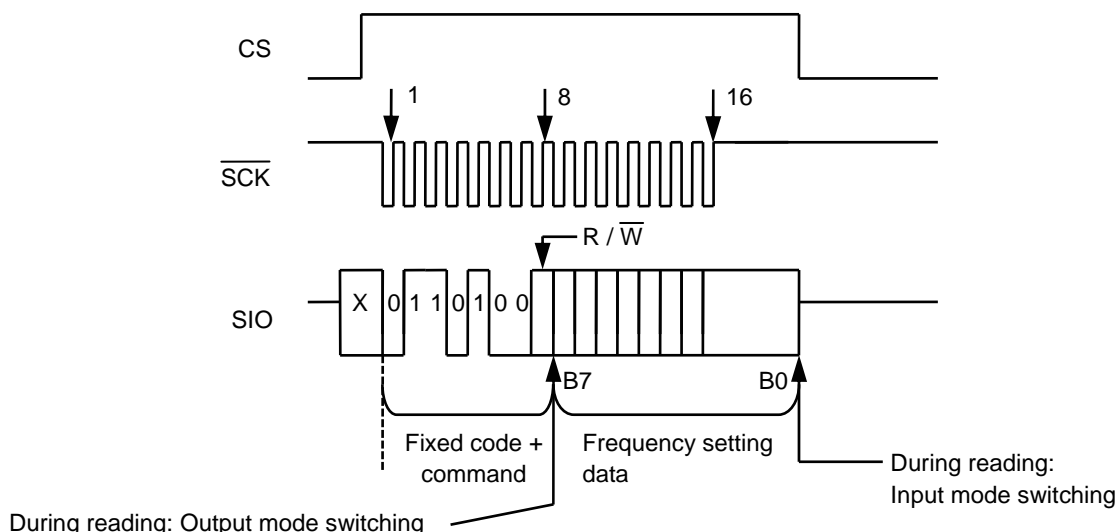 CS
1 8 16
SCK
R / W
SIO
X 0 1 1 0 1 0 0
B7 B0
Fixed code +
command
Frequency setting
data
During reading:
Input mode switching
During reading: Output mode switching